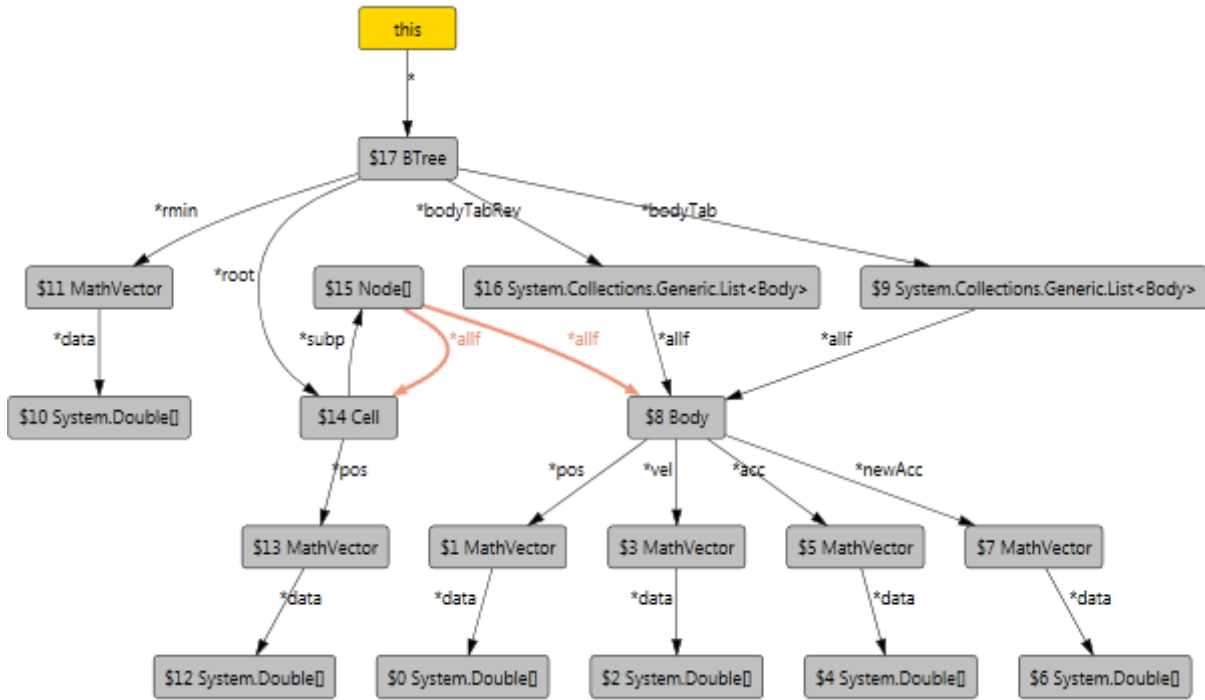 this
*
$17 BTree
*rmin
*root
*bodyTabRev
*bodyTab
$11 MathVector
$15 Node[]
$16 System.Collections.Generic.List<Body>
$9 System.Collections.Generic.List<Body>
*data
*subp
*allf
*allf
*allf
*allf
$10 System.Double[]
$14 Cell
$8 Body
*pos
*pos
*vel
*acc
*newAcc
$13 MathVector
$1 MathVector
$3 MathVector
$5 MathVector
$7 MathVector
*data
*data
*data
*data
*data
$12 System.Double[]
$0 System.Double[]
$2 System.Double[]
$4 System.Double[]
$6 System.Double[]